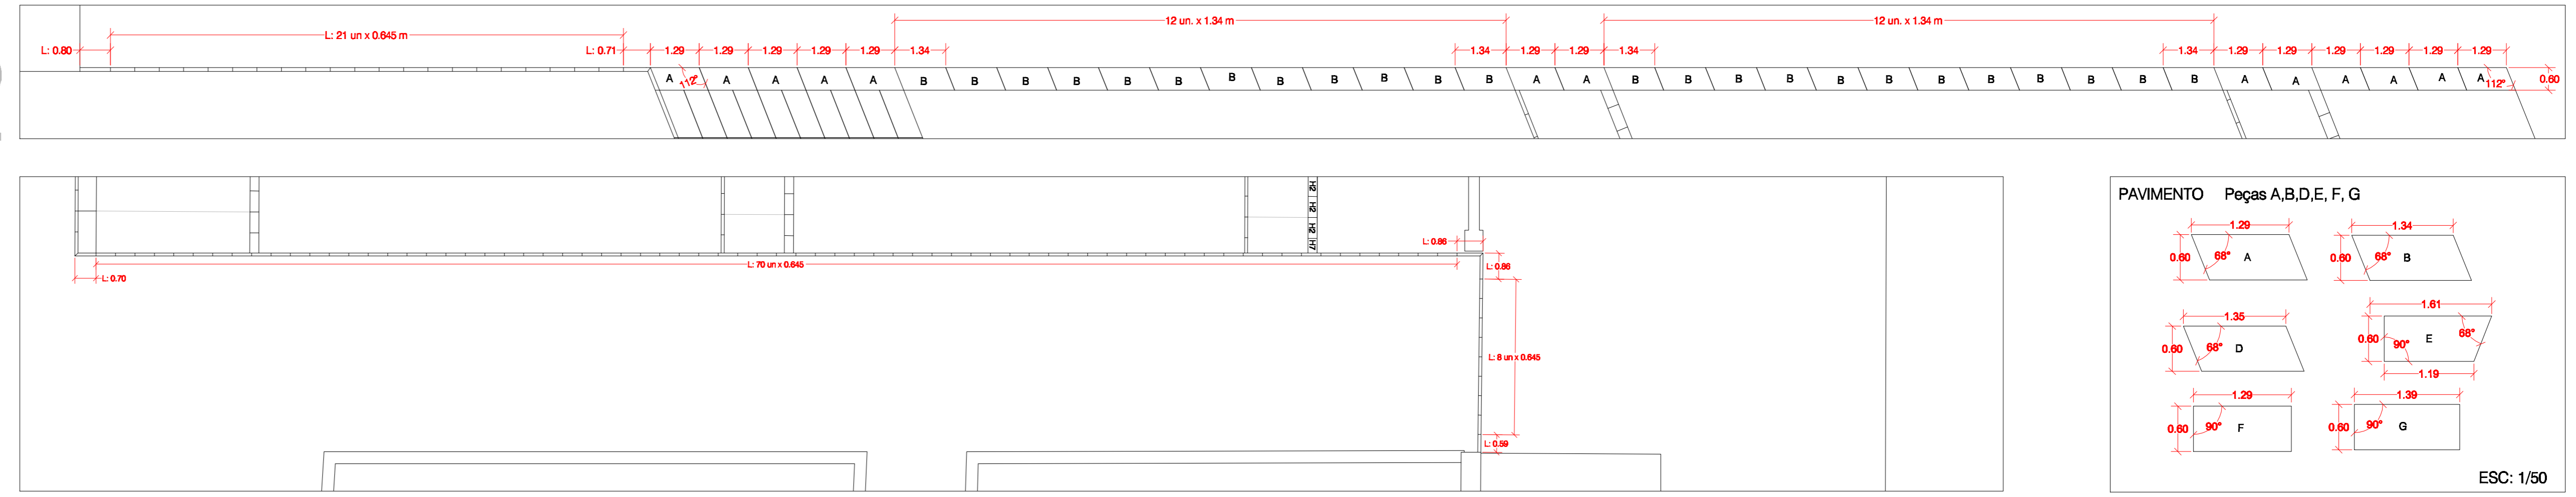 12 un. x 1.34 m 12 un. x 1.34 m
L: 21 un x 0.645 m
L: 0.80 L: 0.71 1.29 1.29 1.29 1.29 1.29 1.34 1.34 1.29 1.29 1.34 1.34 1.29 1.29 1.29 1.29 1.29 1.29
A 112° A A A A B B B B B B B B B B B B A A B B B B B B B B B B B B A A A A A A 112° 0.60
H2
H2
H2
H7
L: 0.86
L: 70 un x 0.645
L: 0.86
L: 0.70
L: 8 un x 0.645
L: 0.59
PAVIMENTO Peças A,B,D,E, F, G
1.29 1.34
0.60 68° A 0.60 68° B
1.35 1.61
0.60 68° D 0.60 90° E 68°
1.19
1.29 1.39
0.60 90° F 0.60 90° G
ESC: 1/50